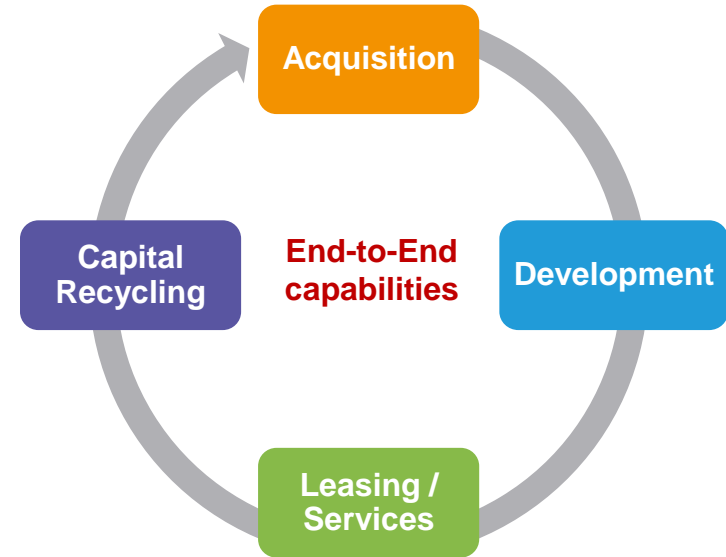 Acquisition
End-to-End
capabilities
Development
Leasing /
Services
Capital
Recycling